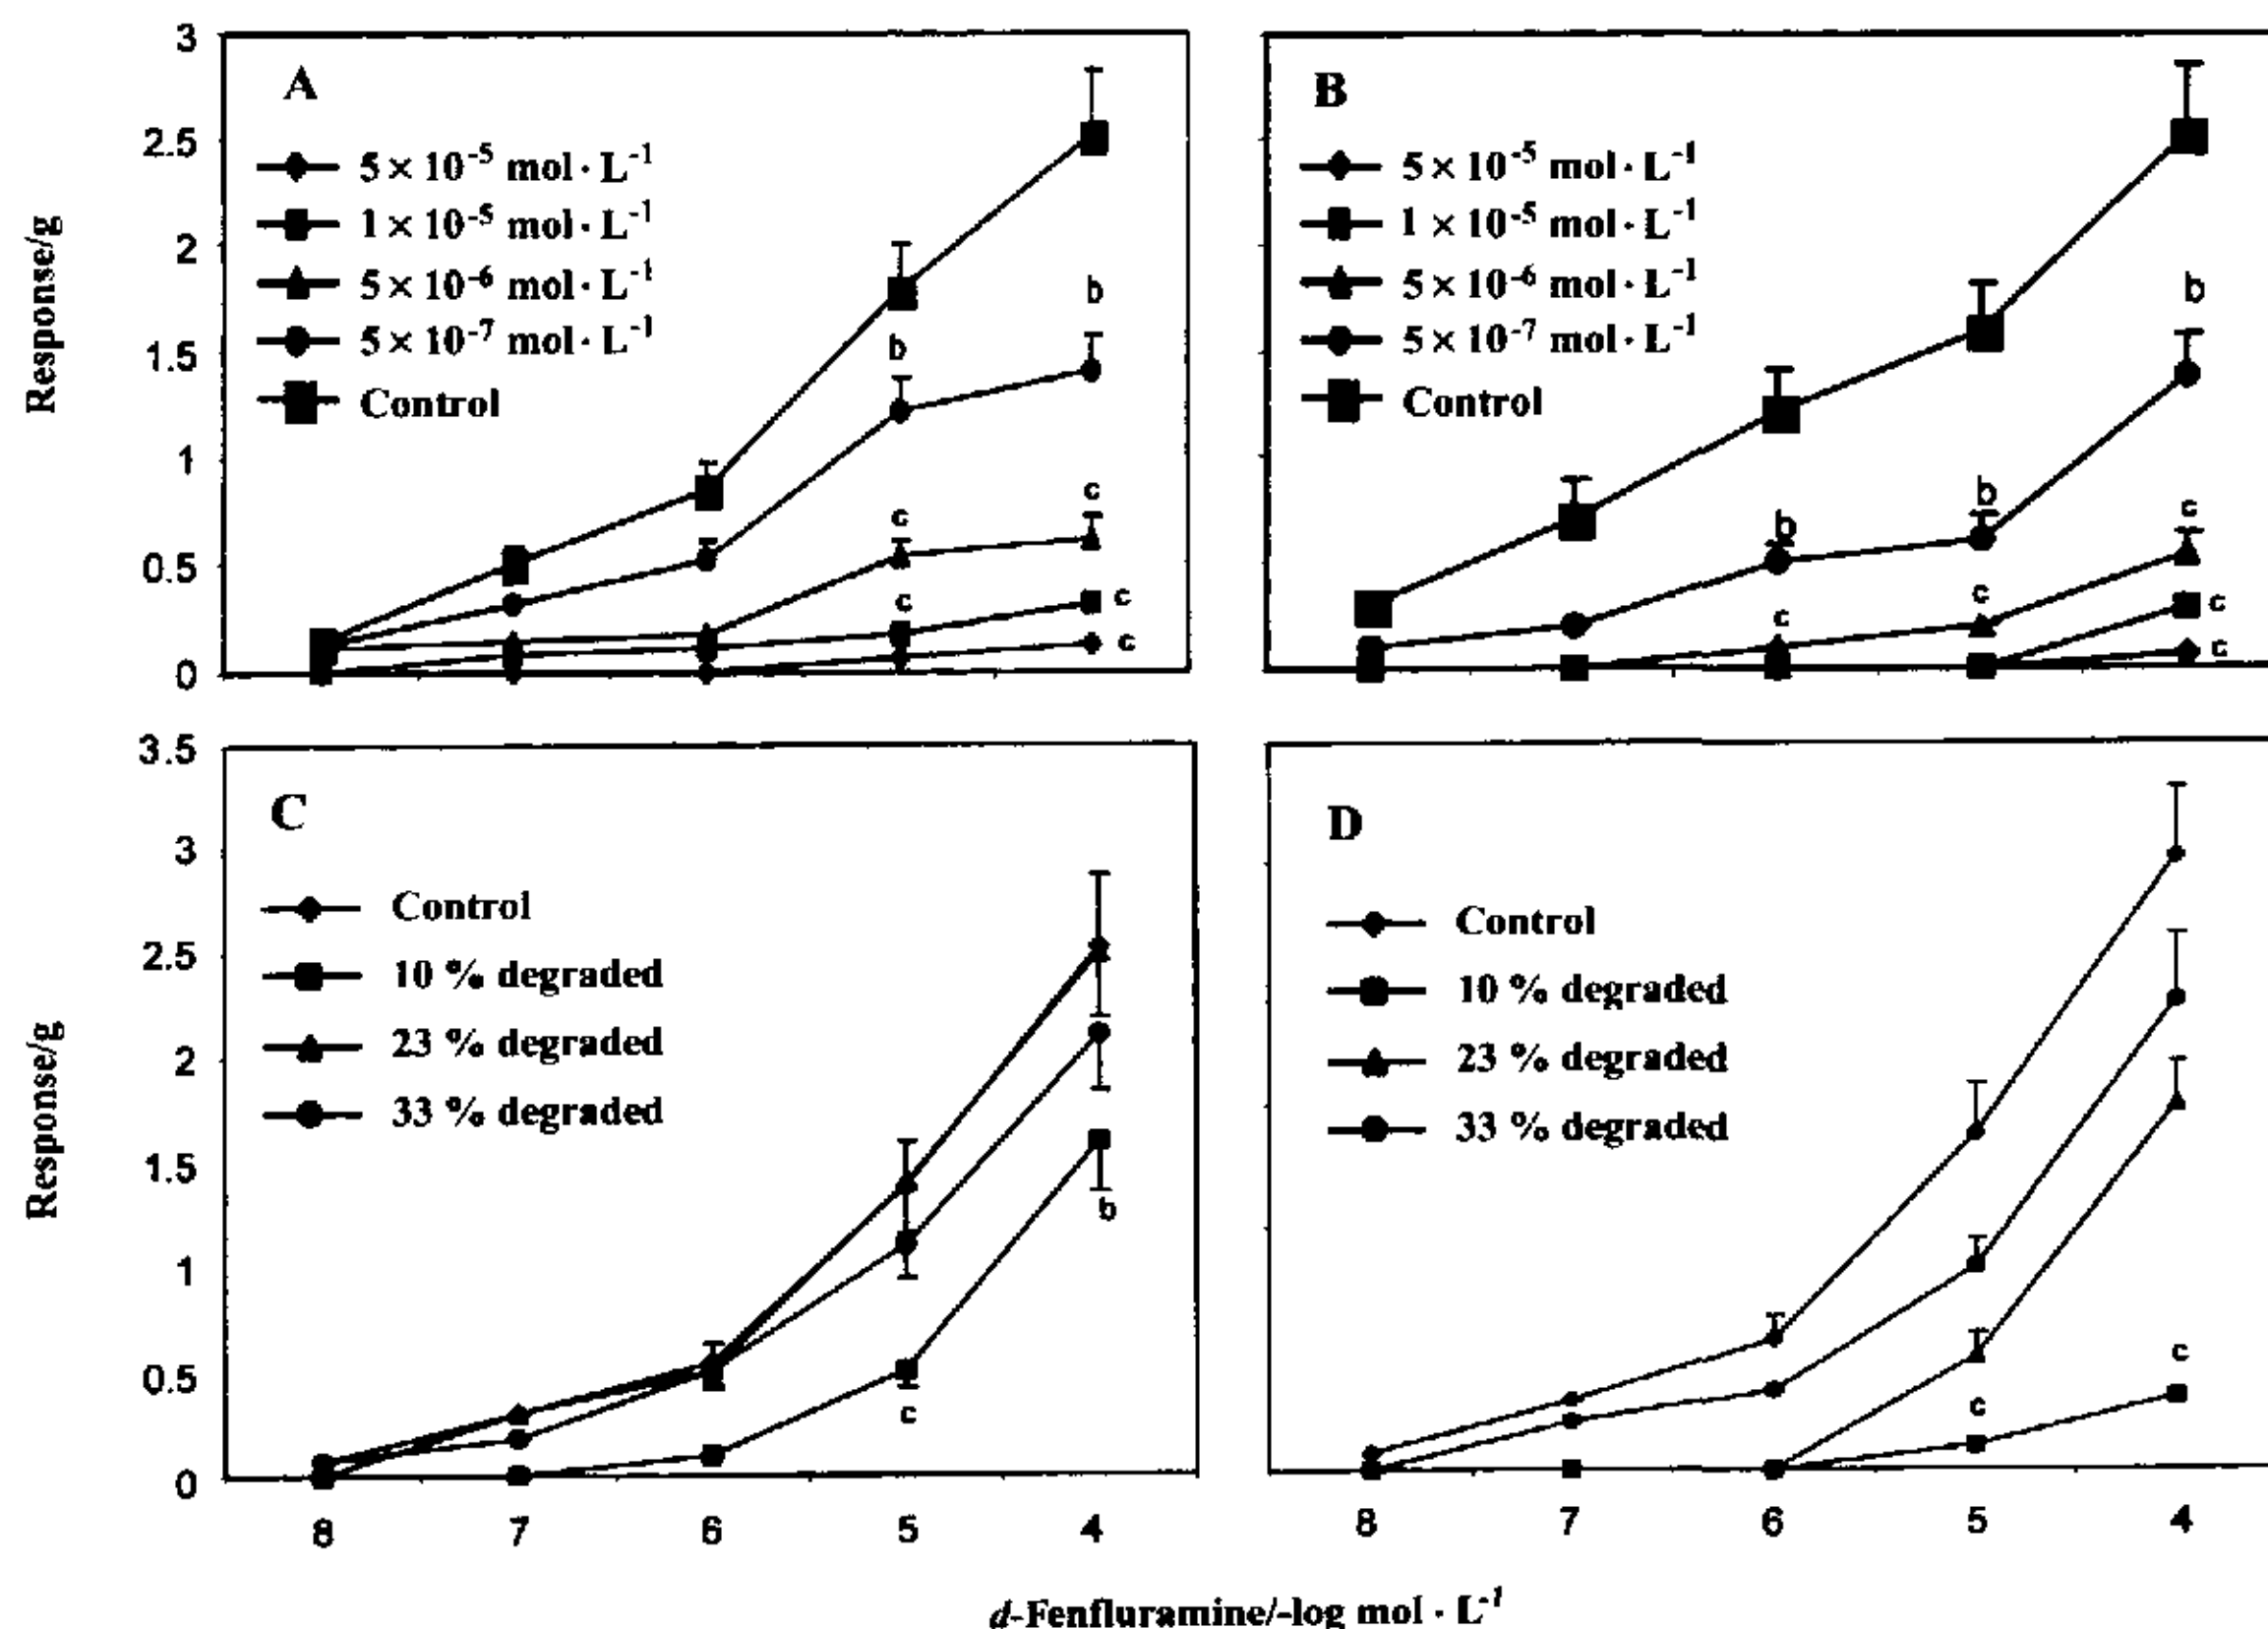 3
2.5
2
1.5
1
0.5
0
Response/g
A
5 × 10⁻⁵ mol · L⁻¹
1 × 10⁻⁵ mol · L⁻¹
5 × 10⁻⁶ mol · L⁻¹
5 × 10⁻⁷ mol · L⁻¹
Control
b
b
c
c
c
c
c
B
5 × 10⁻⁵ mol · L⁻¹
1 × 10⁻⁵ mol · L⁻¹
5 × 10⁻⁶ mol · L⁻¹
5 × 10⁻⁷ mol · L⁻¹
Control
b
b
b
c
c
c
c
c
3.5
3
2.5
2
1.5
1
0.5
0
Response/g
C
Control
10 % degraded
23 % degraded
33 % degraded
b
c
8 7 6 5 4
D
Control
10 % degraded
23 % degraded
33 % degraded
c
c
8 7 6 5 4
d-Fenfluramine/-log mol · L⁻¹